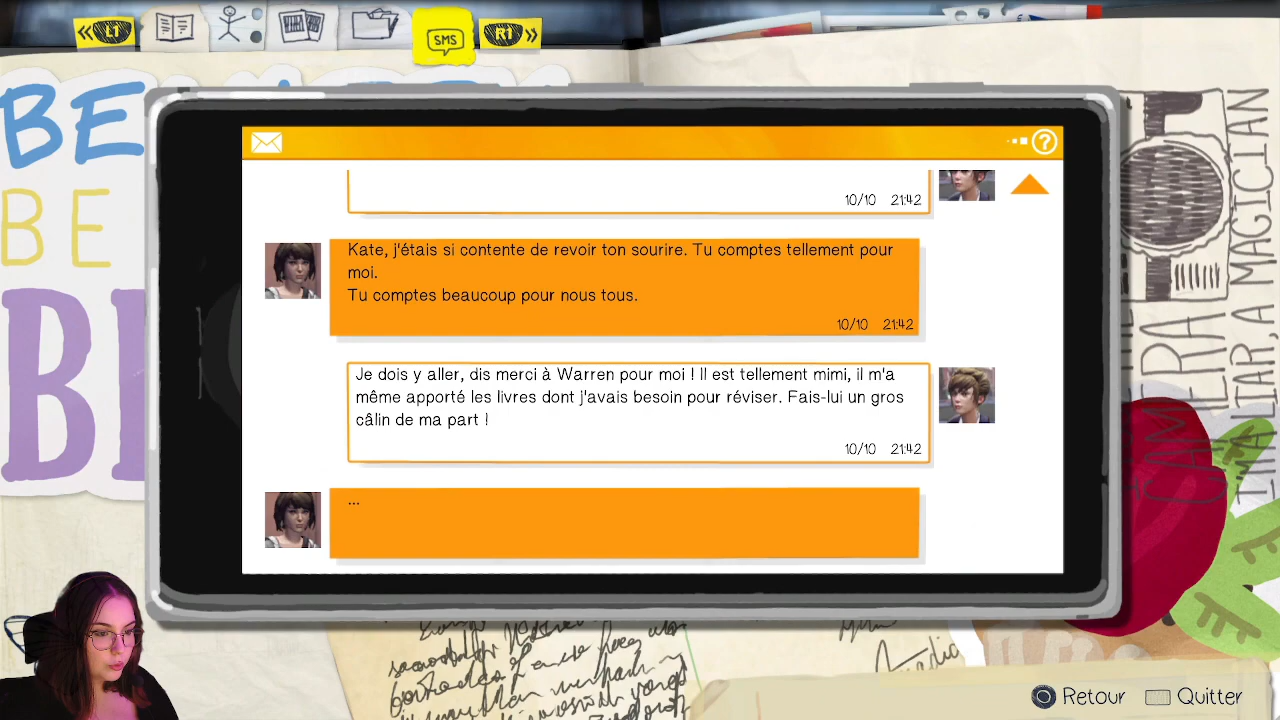 LT
SMS
R1
BE
BE
10/10 21:42
Kate, j'étais si contente de revoir ton sourire. Tu comptes tellement pour
moi.
Tu comptes beaucoup pour nous tous.
10/10 21:42
Je dois y aller, dis merci à Warren pour moi ! Il est tellement mimi, il m'a
même apporté les livres dont j'avais besoin pour réviser. Fais-lui un gros
câlin de ma part !
10/10 21:42
...
CAMERA
LIAR, A MAGICIAN
Retour
Quitter